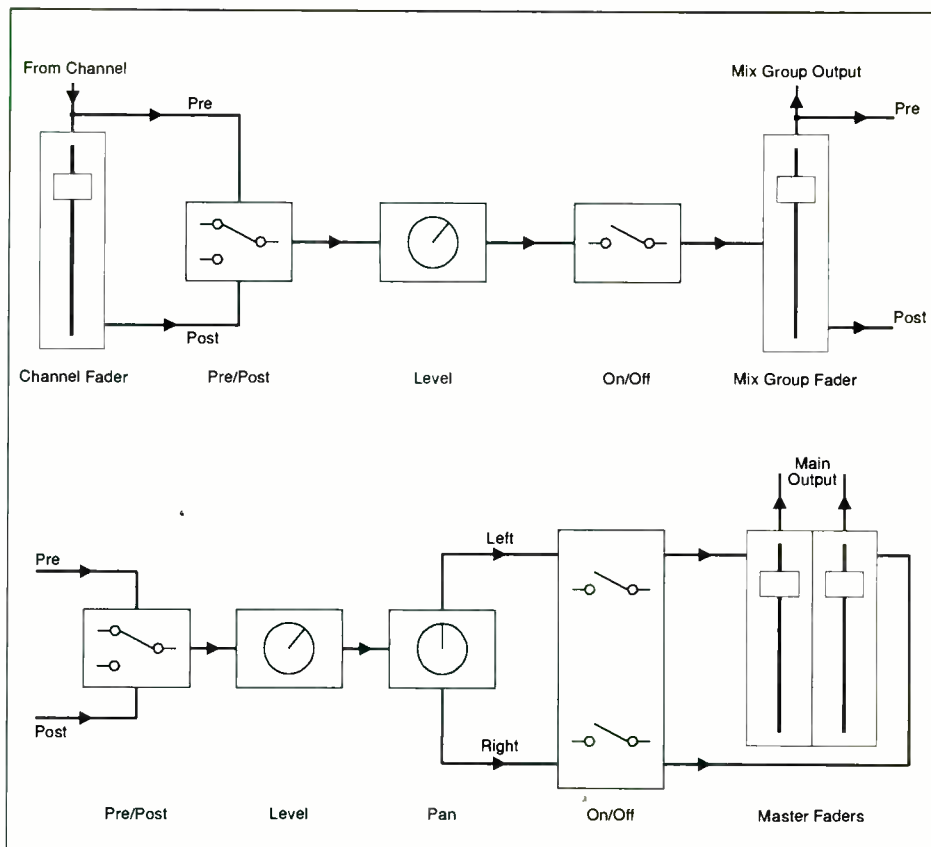 From Channel
Mix Group Output
Pre
Pre
Post
Post
Channel Fader
Pre/Post
Level
On/Off
Mix Group Fader
Main
Output
Left
Pre
Post
Right
Pre/Post
Level
Pan
On/Off
Master Faders